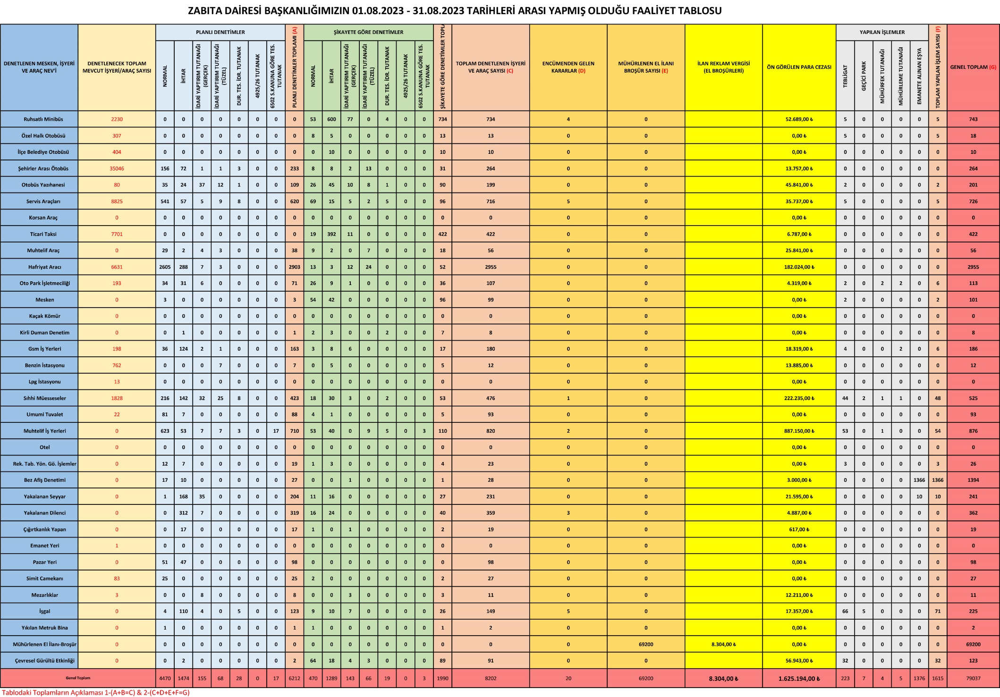 ZABITA DAİRESİ BAŞKANLIĞIMIZIN 01.08.2023 - 31.08.2023 TARİHLERİ ARASI YAPMIŞ OLDUĞU FAALİYET TABLOSU
DENETLENEN MESKEN, İŞYERİ VE ARAÇ NEV'İ
DENETLENECEK TOPLAM MEVCUT İŞYERİ/ARAÇ SAYISI
PLANLI DENETİMLER
NORMAL
İHTAR
İDARİ YAPTIRIM TUTANAĞI (GERÇEK)
İDARİ YAPTIRIM TUTANAĞI (TÜZEL)
DUR. TES. İDR. TUTANAK
4925/26 TUTANAK
6502 S.KANUNA GÖRE TES. TUTANAK
PLANLI DENETİMLER TOPLAMI (A)
ŞİKAYETE GÖRE DENETİMLER
NORMAL
İHTAR
İDARİ YAPTIRIM TUTANAĞI (GERÇEK)
İDARİ YAPTIRIM TUTANAĞI (TÜZEL)
DUR. TES. İDR. TUTANAK
4925/26 TUTANAK
6502 S.KANUNA GÖRE TES. TUTANAK
ŞİKAYETE GÖRE DENETİMLER TOPL
TOPLAM DENETLENEN İŞYERİ VE ARAÇ SAYISI (C)
ENCÜMENDEN GELEN KARARLAR (D)
MÜHÜRLENEN EL İLANI BROŞÜR SAYISI (E)
İLAN REKLAM VERGİSİ (EL BROŞÜRLERİ)
ÖN GÖRÜLEN PARA CEZASI
YAPILAN İŞLEMLER
TEBLİGAT
GEÇİCİ PARK
MÜHÜRFEK TUTANAĞI
MÜHÜRLEME TUTANAĞI
EMANETE ALINAN EŞYA
TOPLAM YAPILAN İŞLEM SAYISI (F)
GENEL TOPLAM (G)
Ruhsatlı Minibüs 2230 0 0 0 0 0 0 0 0 53 600 77 0 4 0 0 734 734 4 0 52.689,00 ₺ 5 0 0 0 0 5 743
Özel Halk Otobüsü 307 0 0 0 0 0 0 0 0 8 5 0 0 0 0 0 13 13 0 0 0,00 ₺ 5 0 0 0 0 5 18
İlçe Belediye Otobüsü 404 0 0 0 0 0 0 0 0 0 10 0 0 0 0 0 10 10 0 0 0,00 ₺ 0 0 0 0 0 0 10
Şehirler Arası Ötobüs 35046 156 72 1 1 3 0 0 233 8 8 2 13 0 0 0 31 264 0 0 13.757,00 ₺ 0 0 0 0 0 0 264
Otobüs Yazıhanesi 80 35 24 37 12 1 0 0 109 26 45 10 8 1 0 0 90 199 0 0 45.841,00 ₺ 2 0 0 0 0 2 201
Servis Araçları 8825 541 57 5 9 8 0 0 620 69 15 5 2 5 0 0 96 716 5 0 35.737,00 ₺ 5 0 0 0 0 5 726
Korsan Araç 0 0 0 0 0 0 0 0 0 0 0 0 0 0 0 0 0 0 0 0 0,00 ₺ 0 0 0 0 0 0 0
Ticari Taksi 7701 0 0 0 0 0 0 0 0 19 392 11 0 0 0 0 422 422 0 0 6.787,00 ₺ 0 0 0 0 0 0 422
Muhtelif Araç 0 29 2 4 3 0 0 0 38 9 2 0 7 0 0 0 18 56 0 0 25.841,00 ₺ 0 0 0 0 0 0 56
Hafriyat Aracı 6631 2605 288 7 3 0 0 0 2903 13 3 12 24 0 0 0 52 2955 0 0 182.024,00 ₺ 0 0 0 0 0 0 2955
Oto Park İşletmeciliği 193 34 31 6 0 0 0 0 71 26 9 1 0 0 0 0 36 107 0 0 4.319,00 ₺ 2 0 2 2 0 6 113
Mesken 0 3 0 0 0 0 0 0 3 54 42 0 0 0 0 0 96 99 0 0 0,00 ₺ 2 0 0 0 0 2 101
Kaçak Kömür 0 0 0 0 0 0 0 0 0 0 0 0 0 0 0 0 0 0 0 0 0,00 ₺ 0 0 0 0 0 0 0
Kirli Duman Denetim 0 0 1 0 0 0 0 0 1 2 3 0 0 2 0 0 7 8 0 0 0,00 ₺ 0 0 0 0 0 0 8
Gsm İş Yerleri 198 36 124 2 1 0 0 0 163 3 8 6 0 0 0 0 17 180 0 0 18.319,00 ₺ 4 0 0 2 0 6 186
Benzin İstasyonu 762 0 0 0 7 0 0 0 7 0 5 0 0 0 0 0 5 12 0 0 13.885,00 ₺ 0 0 0 0 0 0 12
Lpg İstasyonu 13 0 0 0 0 0 0 0 0 0 0 0 0 0 0 0 0 0 0 0 0,00 ₺ 0 0 0 0 0 0 0
Sıhhi Müesseseler 1828 216 142 32 25 8 0 0 423 18 30 3 0 2 0 0 53 476 1 0 222.235,00 ₺ 44 2 1 1 0 48 525
Umumi Tuvalet 22 81 7 0 0 0 0 0 88 4 1 0 0 0 0 0 5 93 0 0 0,00 ₺ 0 0 0 0 0 0 93
Muhtelif İş Yerleri 0 623 53 7 7 3 0 17 710 53 40 0 9 5 0 3 110 820 2 0 887.150,00 ₺ 53 0 1 0 0 54 876
Otel 0 0 0 0 0 0 0 0 0 0 0 0 0 0 0 0 0 0 0 0 0,00 ₺ 0 0 0 0 0 0 0
Rek. Tab. Yön. Gö. İşlemler 0 12 7 0 0 0 0 0 19 1 3 0 0 0 0 0 4 23 0 0 0,00 ₺ 3 0 0 0 0 3 26
Bez Afiş Denetimi 0 17 10 0 0 0 0 0 27 0 0 1 0 0 0 0 1 28 0 0 3.000,00 ₺ 0 0 0 0 1366 1366 1394
Yakalanan Seyyar 0 1 168 35 0 0 0 0 204 11 16 0 0 0 0 0 27 231 0 0 21.595,00 ₺ 0 0 0 0 10 10 241
Yakalanan Dilenci 0 0 312 7 0 0 0 0 319 16 24 0 0 0 0 0 40 359 3 0 4.887,00 ₺ 0 0 0 0 0 0 362
Çığırtkanlık Yapan 0 0 17 0 0 0 0 0 17 1 0 1 0 0 0 0 2 19 0 0 617,00 ₺ 0 0 0 0 0 0 19
Emanet Yeri 1 0 0 0 0 0 0 0 0 0 0 0 0 0 0 0 0 0 0 0 0,00 ₺ 0 0 0 0 0 0 0
Pazar Yeri 0 51 47 0 0 0 0 0 98 0 0 0 0 0 0 0 0 98 0 0 0,00 ₺ 0 0 0 0 0 0 98
Simit Camekanı 83 25 0 0 0 0 0 0 25 2 0 0 0 0 0 0 2 27 0 0 0,00 ₺ 0 0 0 0 0 0 27
Mezarlıklar 3 0 0 8 0 0 0 0 8 0 0 3 0 0 0 0 3 11 0 0 12.211,00 ₺ 0 0 0 0 0 0 11
İşgal 0 4 110 4 0 5 0 0 123 9 10 7 0 0 0 0 26 149 5 0 17.357,00 ₺ 66 5 0 0 0 71 225
Yıkılan Metruk Bina 0 1 0 0 0 0 0 0 1 1 0 0 0 0 0 0 1 2 0 0 0,00 ₺ 0 0 0 0 0 0 2
Mühürlenen El İlanı-Broşür 0 0 0 0 0 0 0 0 0 0 0 0 0 0 0 0 0 0 0 69200 8.304,00 ₺ 0,00 ₺ 0 0 0 0 0 0 69200
Çevresel Gürültü Etkinliği 0 0 2 0 0 0 0 0 2 64 18 4 3 0 0 0 89 91 0 0 56.943,00 ₺ 32 0 0 0 0 32 123
Genel Toplam 4470 1474 155 68 28 0 17 6212 470 1289 143 66 19 0 3 1990 8202 20 69200 8.304,00 ₺ 1.625.194,00 ₺ 223 7 4 5 1376 1615 79037
Tablodaki Toplamların Açıklaması 1-(A+B=C) & 2-(C+D+E+F=G)